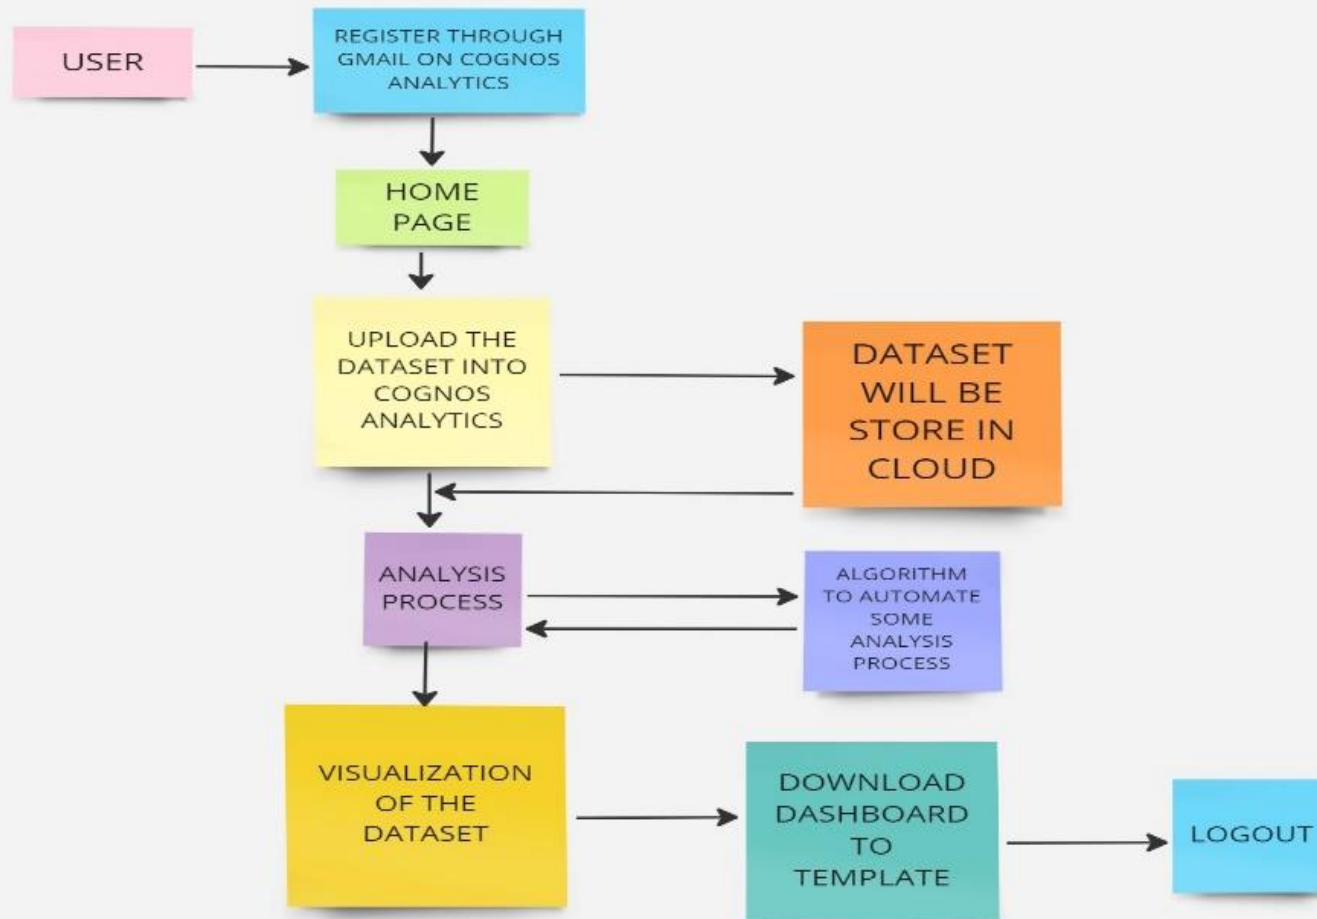 USER
REGISTER THROUGH
GMAIL ON COGNOS
ANALYTICS
HOME
PAGE
UPLOAD THE
DATASET INTO
COGNOS
ANALYTICS
DATASET
WILL BE
STORE IN
CLOUD
ANALYSIS
PROCESS
ALGORITHM
TO AUTOMATE
SOME
ANALYSIS
PROCESS
VISUALIZATION
OF THE
DATASET
DOWNLOAD
DASHBOARD
TO
TEMPLATE
LOGOUT